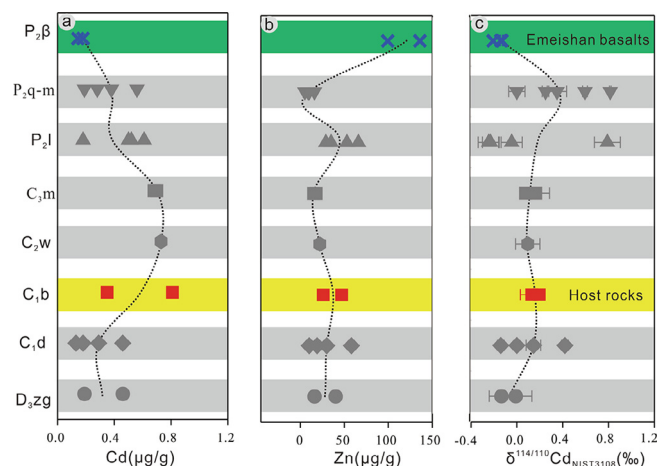 a
b
c
P₂β
Emeishan basalts
P₂q-m
P₂l
C₃m
C₂w
C₁b
Host rocks
C₁d
D₃zg
0.0 0.4 0.8 1.2
0 50 100 150
-0.4 0.0 0.4 0.8 1.2
Cd(μg/g)
Zn(μg/g)
δ¹¹⁴/¹¹⁰Cd_NIST3108(‰)